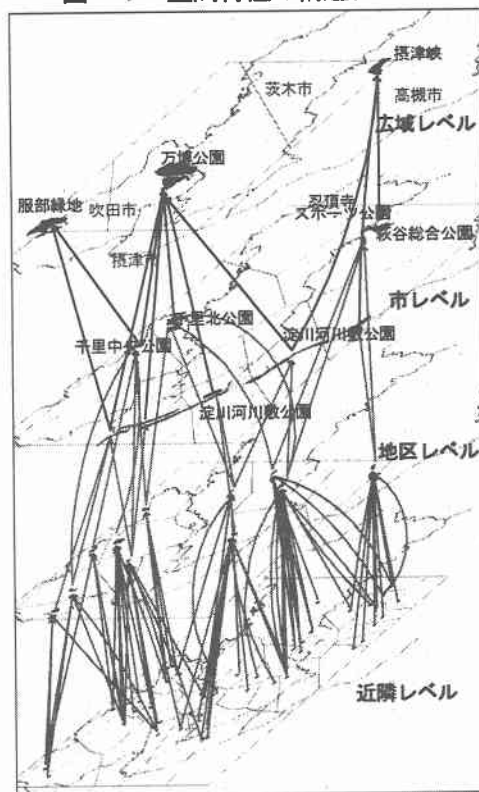 摂津峡
茨木市
高槻市
広域レベル
万博公園
服部緑地
吹田市
忍頂寺
スポーツ公園
萩谷総合公園
摂津市
市レベル
千里北公園
淀川河川敷公園
千里中央公園
淀川河川敷公園
地区レベル
近隣レベル